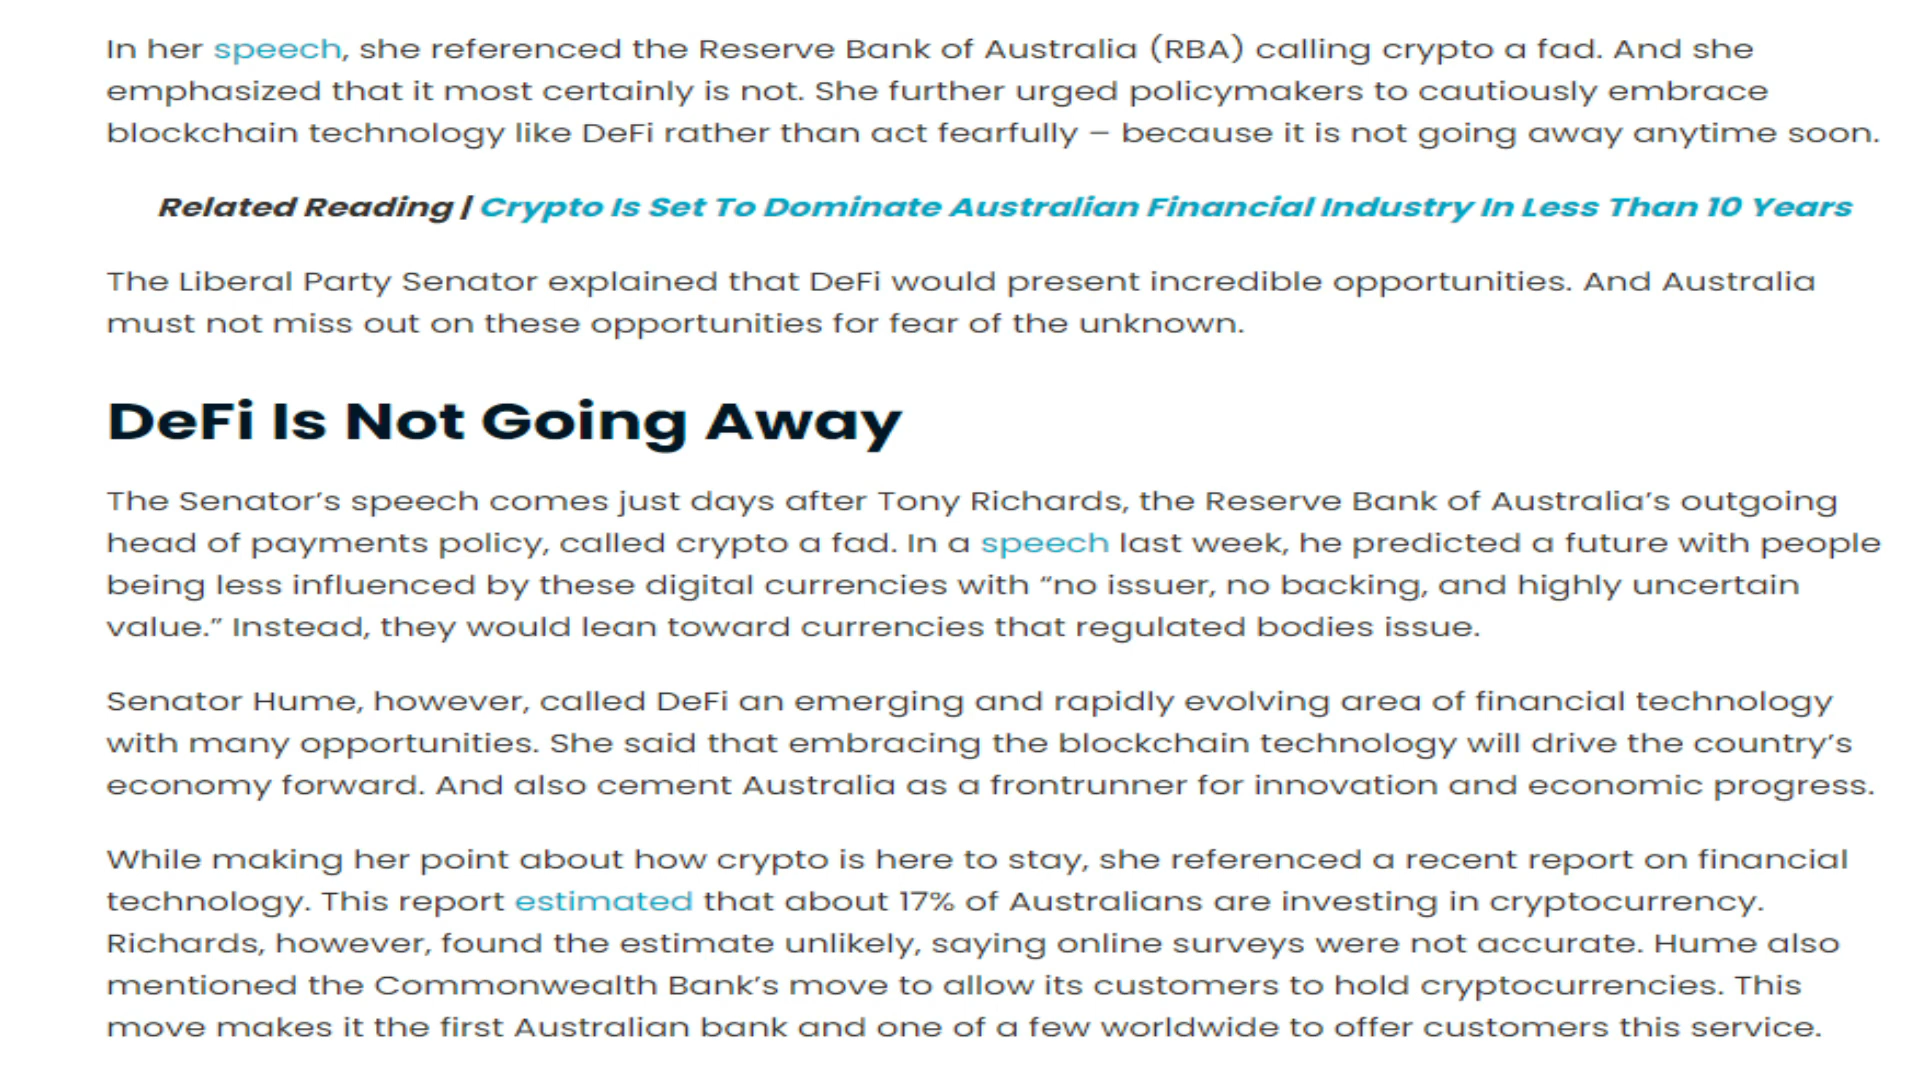 In her speech, she referenced the Reserve Bank of Australia (RBA) calling crypto a fad. And she
emphasized that it most certainly is not. She further urged policymakers to cautiously embrace
blockchain technology like DeFi rather than act fearfully – because it is not going away anytime soon.
Related Reading | Crypto Is Set To Dominate Australian Financial Industry In Less Than 10 Years
The Liberal Party Senator explained that DeFi would present incredible opportunities. And Australia
must not miss out on these opportunities for fear of the unknown.
DeFi Is Not Going Away
The Senator’s speech comes just days after Tony Richards, the Reserve Bank of Australia’s outgoing
head of payments policy, called crypto a fad. In a speech last week, he predicted a future with people
being less influenced by these digital currencies with “no issuer, no backing, and highly uncertain
value.” Instead, they would lean toward currencies that regulated bodies issue.
Senator Hume, however, called DeFi an emerging and rapidly evolving area of financial technology
with many opportunities. She said that embracing the blockchain technology will drive the country’s
economy forward. And also cement Australia as a frontrunner for innovation and economic progress.
While making her point about how crypto is here to stay, she referenced a recent report on financial
technology. This report estimated that about 17% of Australians are investing in cryptocurrency.
Richards, however, found the estimate unlikely, saying online surveys were not accurate. Hume also
mentioned the Commonwealth Bank’s move to allow its customers to hold cryptocurrencies. This
move makes it the first Australian bank and one of a few worldwide to offer customers this service.